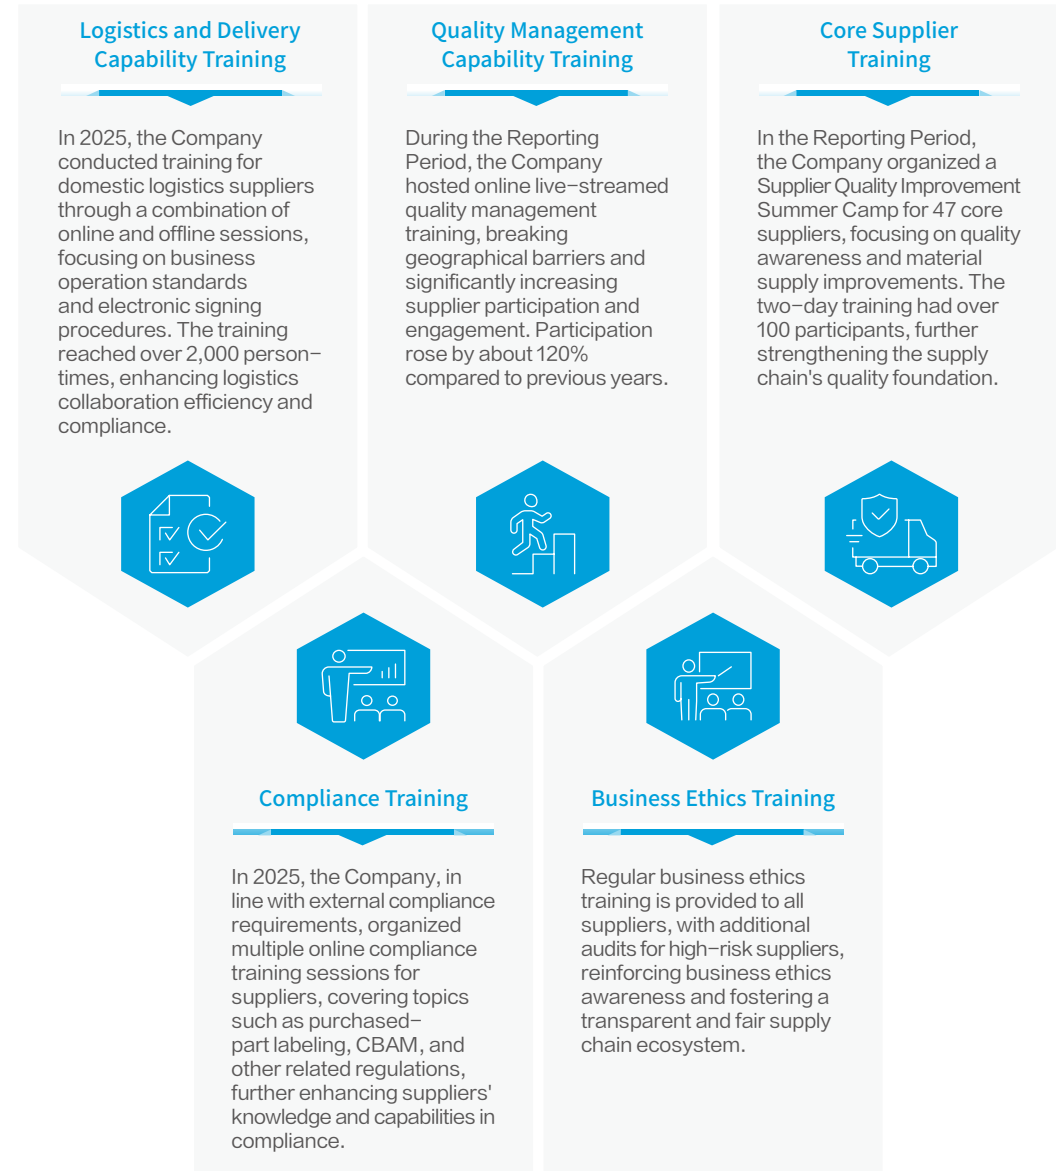 Logistics and Delivery
Capability Training
In 2025, the Company
conducted training for
domestic logistics suppliers
through a combination of
online and offline sessions,
focusing on business
operation standards
and electronic signing
procedures. The training
reached over 2,000 person-
times, enhancing logistics
collaboration efficiency and
compliance.
Quality Management
Capability Training
During the Reporting
Period, the Company
hosted online live-streamed
quality management
training, breaking
geographical barriers and
significantly increasing
supplier participation and
engagement. Participation
rose by about 120%
compared to previous years.
Core Supplier
Training
In the Reporting Period,
the Company organized a
Supplier Quality Improvement
Summer Camp for 47 core
suppliers, focusing on quality
awareness and material
supply improvements. The
two-day training had over
100 participants, further
strengthening the supply
chain's quality foundation.
Compliance Training
In 2025, the Company, in
line with external compliance
requirements, organized
multiple online compliance
training sessions for
suppliers, covering topics
such as purchased-
part labeling, CBAM, and
other related regulations,
further enhancing suppliers'
knowledge and capabilities in
compliance.
Business Ethics Training
Regular business ethics
training is provided to all
suppliers, with additional
audits for high-risk suppliers,
reinforcing business ethics
awareness and fostering a
transparent and fair supply
chain ecosystem.